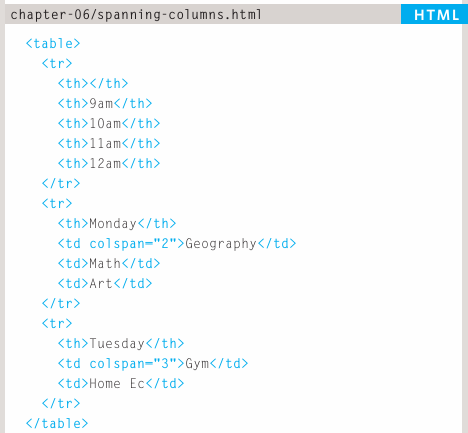 chapter-06/spanning-columns.html HTML
<table>
  <tr>
    <th></th>
    <th>9am</th>
    <th>10am</th>
    <th>11am</th>
    <th>12am</th>
  </tr>
  <tr>
    <th>Monday</th>
    <td colspan="2">Geography</td>
    <td>Math</td>
    <td>Art</td>
  </tr>
  <tr>
    <th>Tuesday</th>
    <td colspan="3">Gym</td>
    <td>Home Ec</td>
  </tr>
</table>